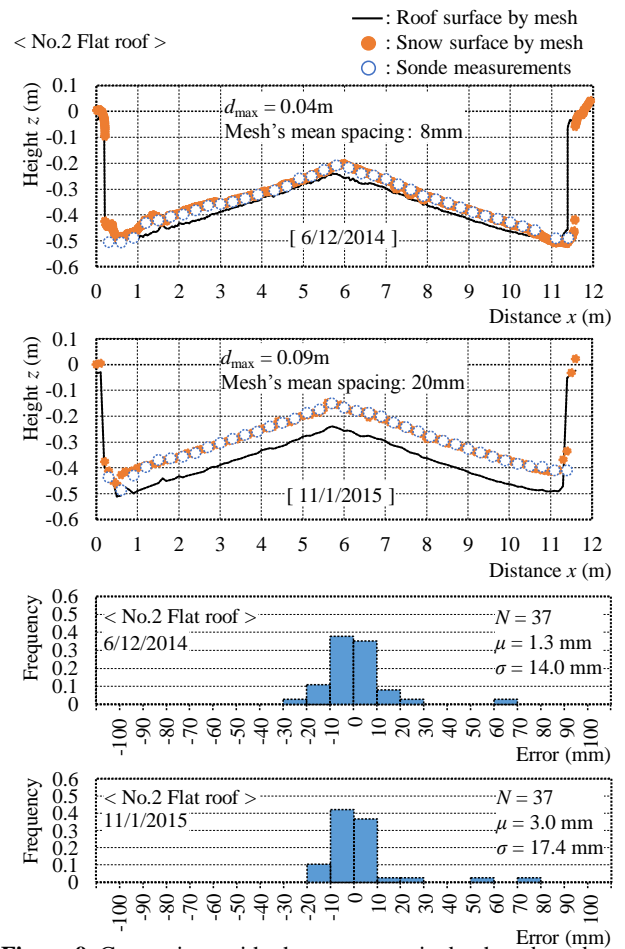 — : Roof surface by mesh
< No.2 Flat roof >
● : Snow surface by mesh
○ : Sonde measurements
Height z (m)
0.1
0
-0.1
-0.2
-0.3
-0.4
-0.5
-0.6
d_max = 0.04m
Mesh's mean spacing: 8mm
[ 6/12/2014 ]
0 1 2 3 4 5 6 7 8 9 10 11 12
Distance x (m)
Height z (m)
0.1
0
-0.1
-0.2
-0.3
-0.4
-0.5
-0.6
d_max = 0.09m
Mesh's mean spacing: 20mm
[ 11/1/2015 ]
0 1 2 3 4 5 6 7 8 9 10 11 12
Distance x (m)
Frequency
0.6
0.5
0.4
0.3
0.2
0.1
0
< No.2 Flat roof >
6/12/2014
N = 37
μ = 1.3 mm
σ = 14.0 mm
-100 -90 -80 -70 -60 -50 -40 -30 -20 -10 0 10 20 30 40 50 60 70 80 90 100
Error (mm)
Frequency
0.6
0.5
0.4
0.3
0.2
0.1
0
< No.2 Flat roof >
11/1/2015
N = 37
μ = 3.0 mm
σ = 17.4 mm
-100 -90 -80 -70 -60 -50 -40 -30 -20 -10 0 10 20 30 40 50 60 70 80 90 100
Error (mm)